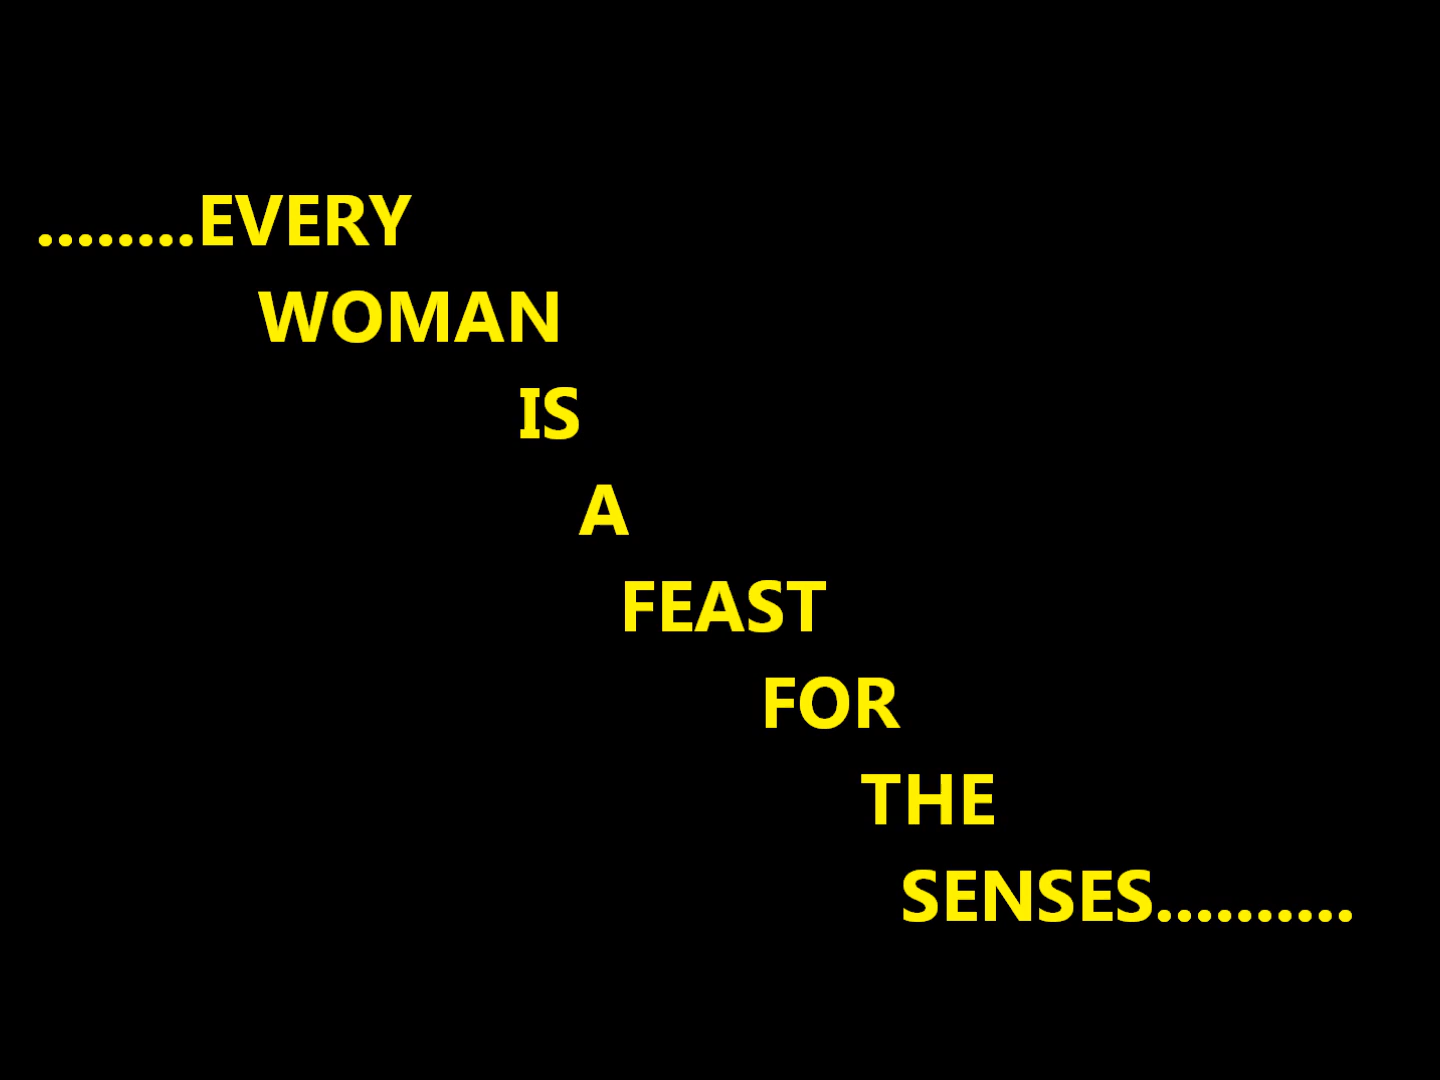 ........EVERY
WOMAN
IS
A
FEAST
FOR
THE
SENSES..........